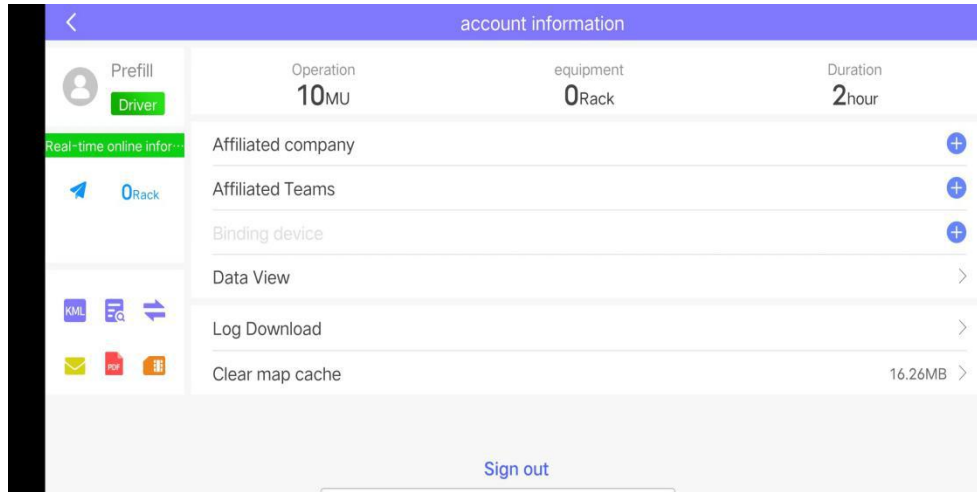 account information
Prefill
Driver
Real-time online infor...
0Rack
KML
PDF
Operation
10MU
equipment
0Rack
Duration
2hour
Affiliated company
Affiliated Teams
Binding device
Data View
Log Download
Clear map cache
16.26MB
Sign out